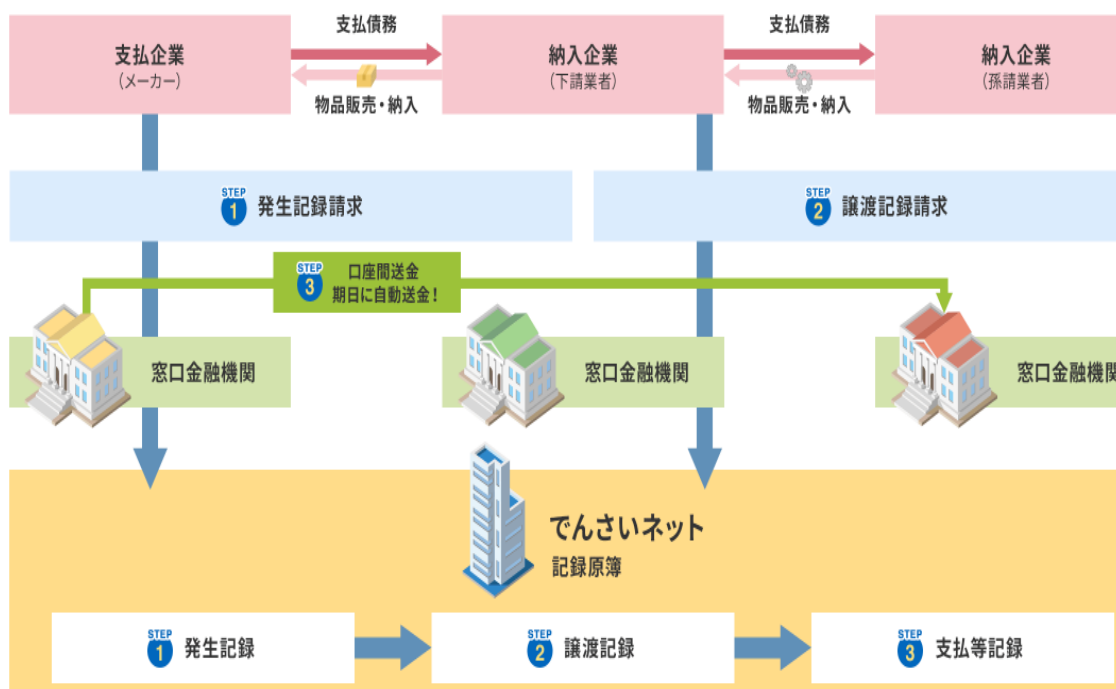 支払債務
支払債務
支払企業
（メーカー）
納入企業
（下請業者）
納入企業
（孫請業者）
物品販売・納入
物品販売・納入
STEP
1
発生記録請求
STEP
2
譲渡記録請求
STEP
3
口座間送金
期日に自動送金！
窓口金融機関
窓口金融機関
窓口金融機関
でんさいネット
記録原簿
STEP
1
発生記録
STEP
2
譲渡記録
STEP
3
支払等記録